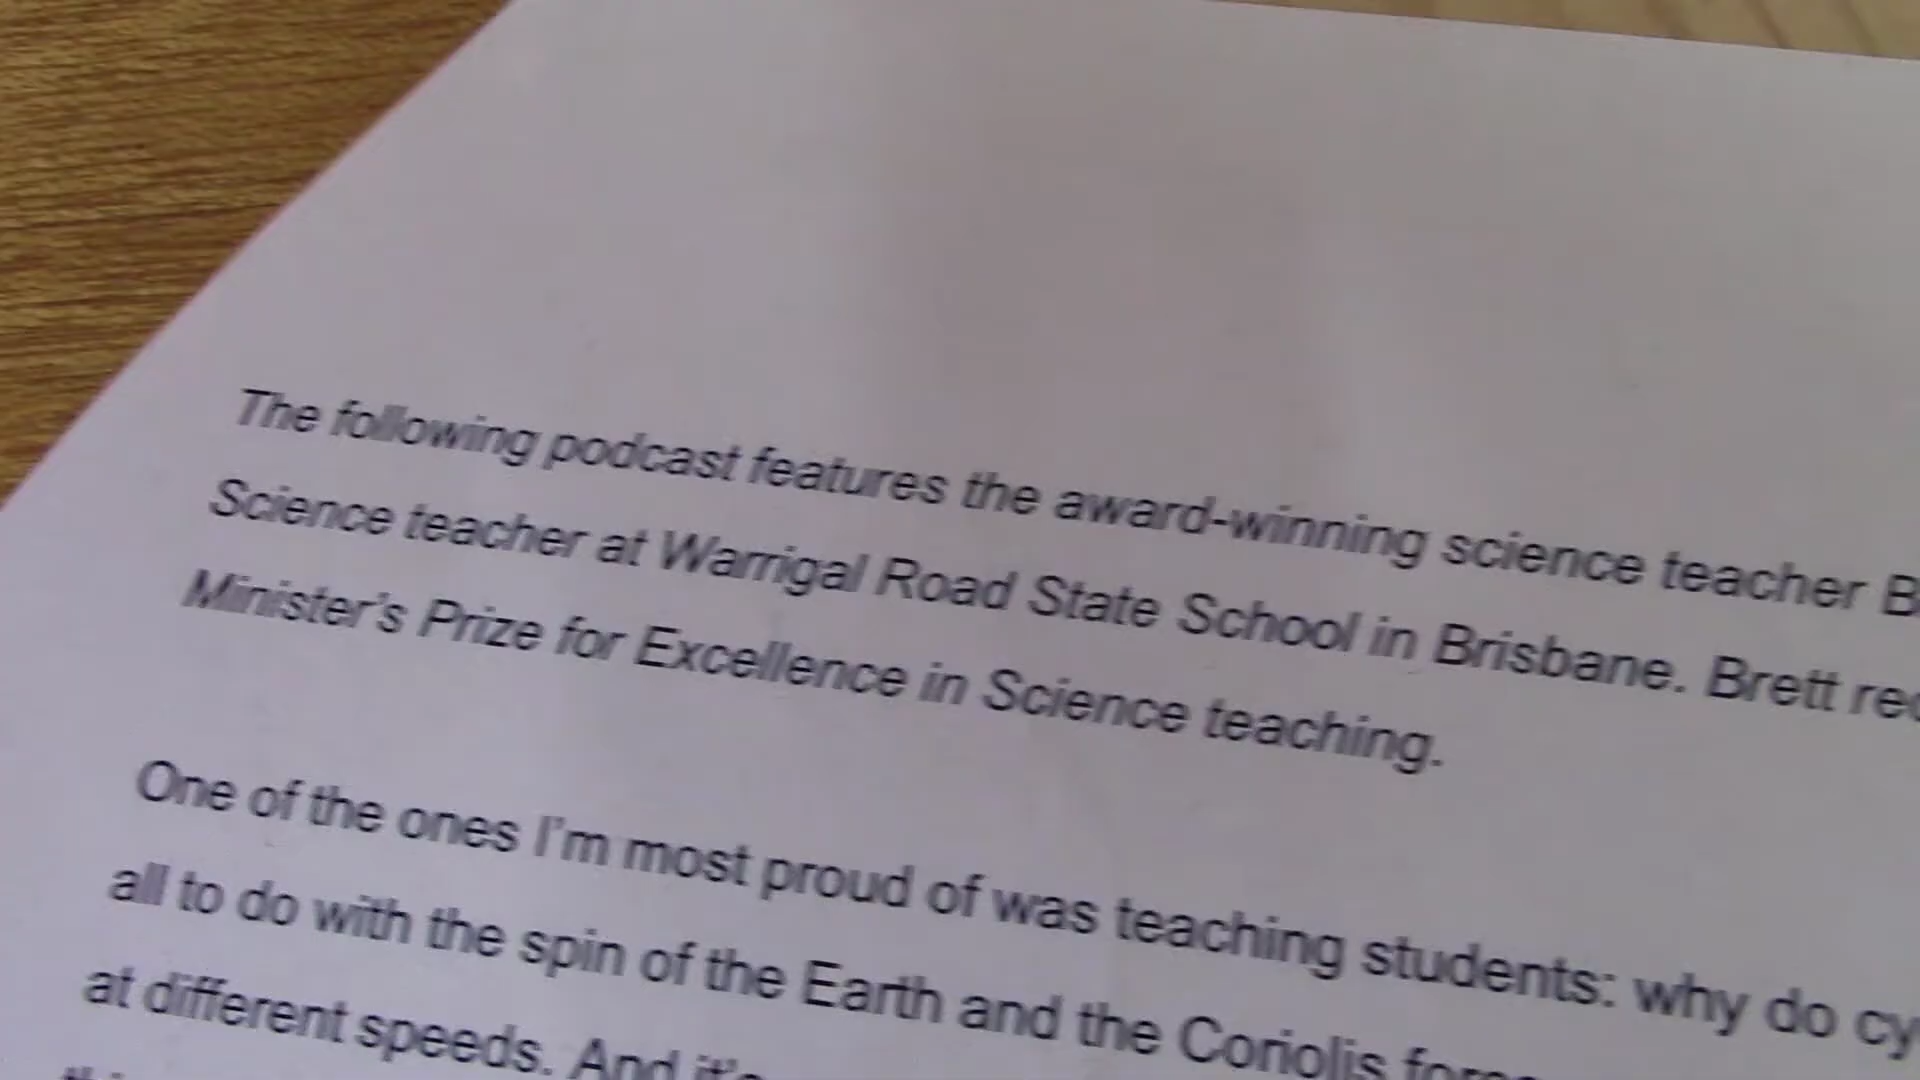 The following podcast features the award-winning science teacher
Science teacher at Warrigal Road State School in Brisbane. Brett
Minister's Prize for Excellence in Science teaching.
One of the ones I'm most proud of was teaching students: why do
all to do with the spin of the Earth and the Coriolis
at different speeds. And it's